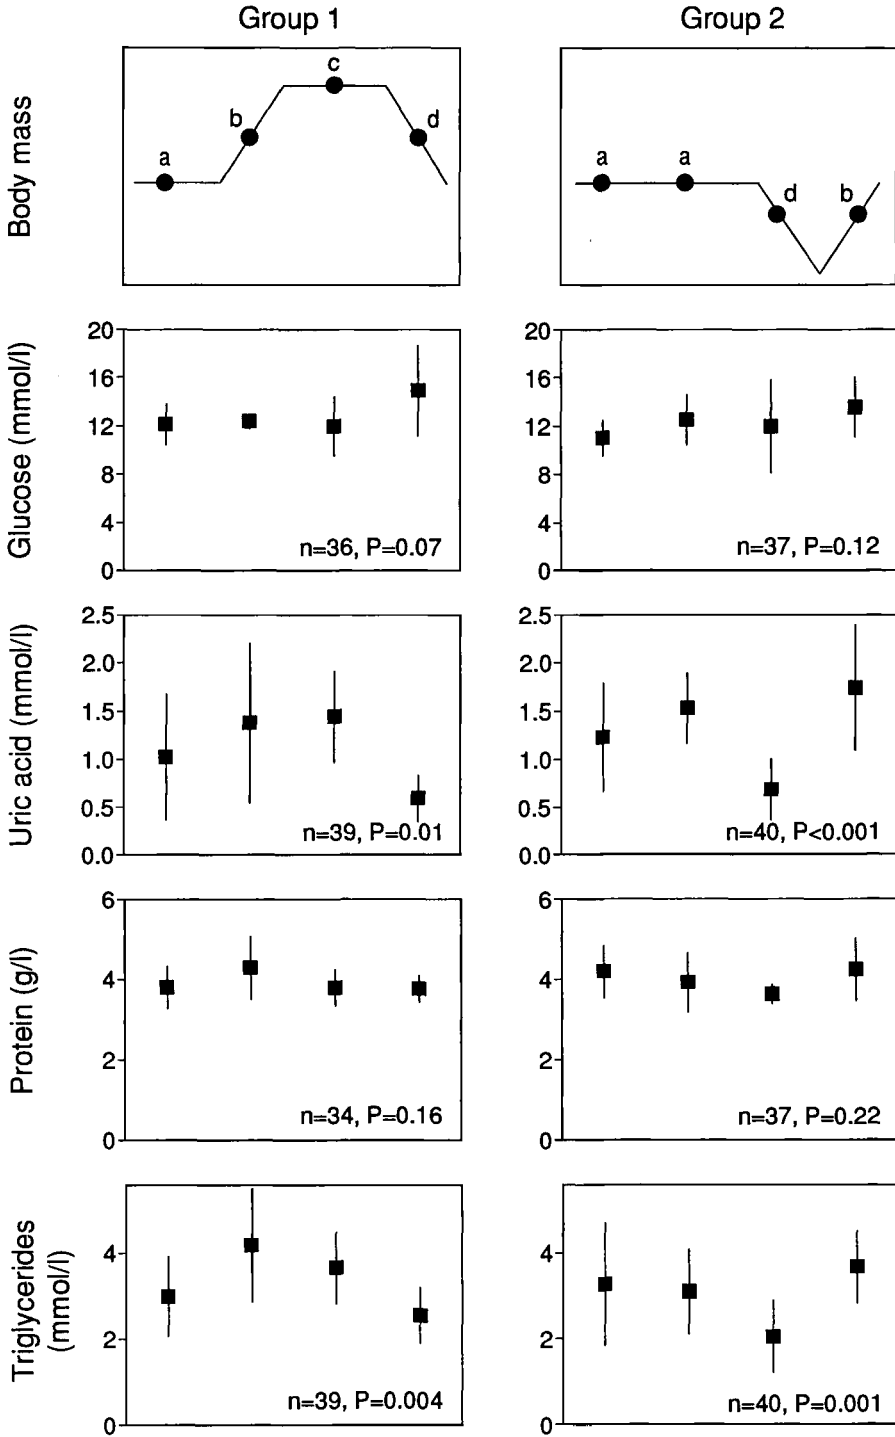 Group 1
Group 2
Body mass
a
b
c
d
a
a
d
b
Glucose (mmol/l)
20
16
12
8
4
0
n=36, P=0.07
20
16
12
8
4
0
n=37, P=0.12
Uric acid (mmol/l)
2.5
2.0
1.5
1.0
0.5
0.0
n=39, P=0.01
2.5
2.0
1.5
1.0
0.5
0.0
n=40, P<0.001
Protein (g/l)
6
4
2
0
n=34, P=0.16
6
4
2
0
n=37, P=0.22
Triglycerides
(mmol/l)
4
2
0
n=39, P=0.004
4
2
0
n=40, P=0.001